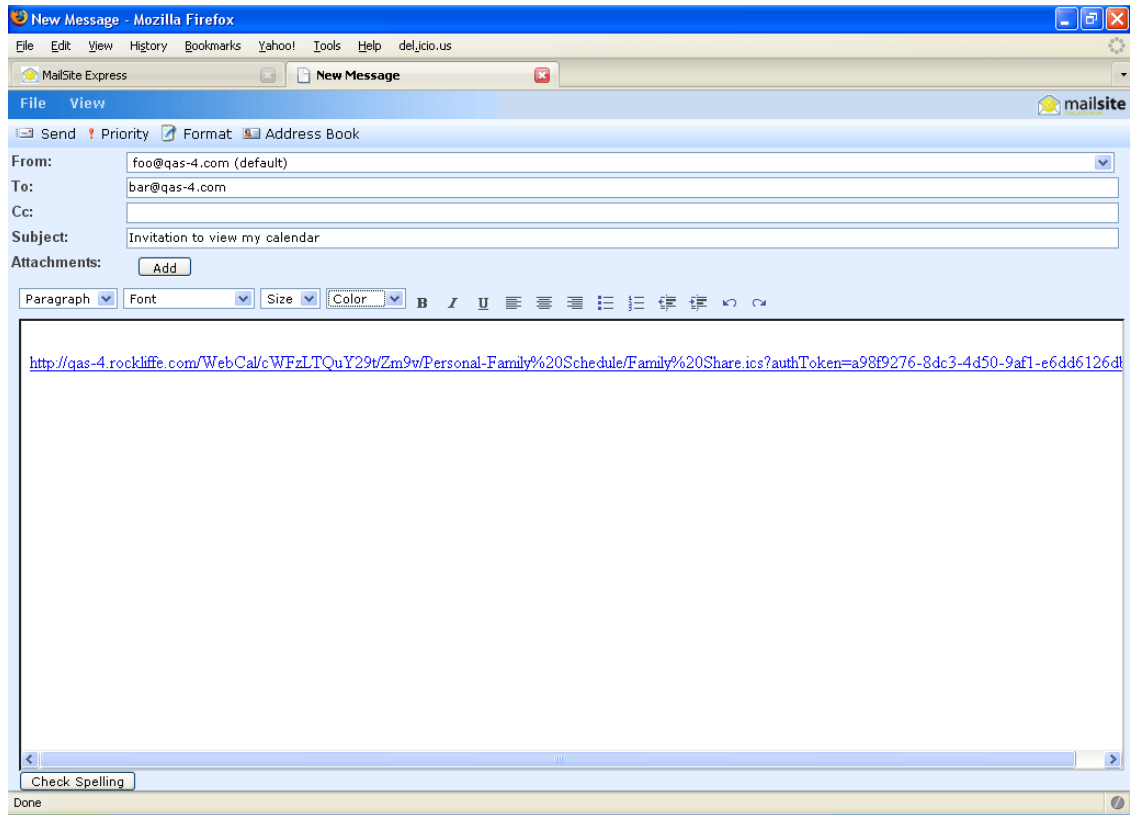 New Message - Mozilla Firefox
File Edit View History Bookmarks Yahoo! Tools Help del.icio.us
MailSite Express New Message
File View mailsite
Send ! Priority Format Address Book
From: foo@qas-4.com (default)
To: bar@qas-4.com
Cc:
Subject: Invitation to view my calendar
Attachments: Add
Paragraph Font Size Color B I U
http://qas-4.rockliffe.com/WebCal/cWFzLTQuY29t/Zm9v/Personal-Family%20Schedule/Family%20Share.ics?authToken=a98f9276-8dc3-4d50-9af1-e6dd6126d
Check Spelling
Done